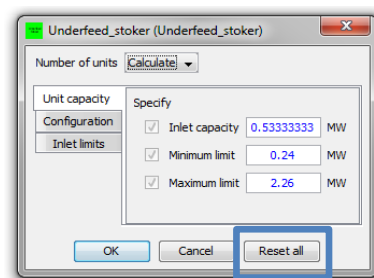 Underfeed_stoker (Underfeed_stoker)
Number of units Calculate
Unit capacity
Configuration
Inlet limits
Specify
Inlet capacity 0.53333333 MW
Minimum limit 0.24 MW
Maximum limit 2.26 MW
OK Cancel Reset all